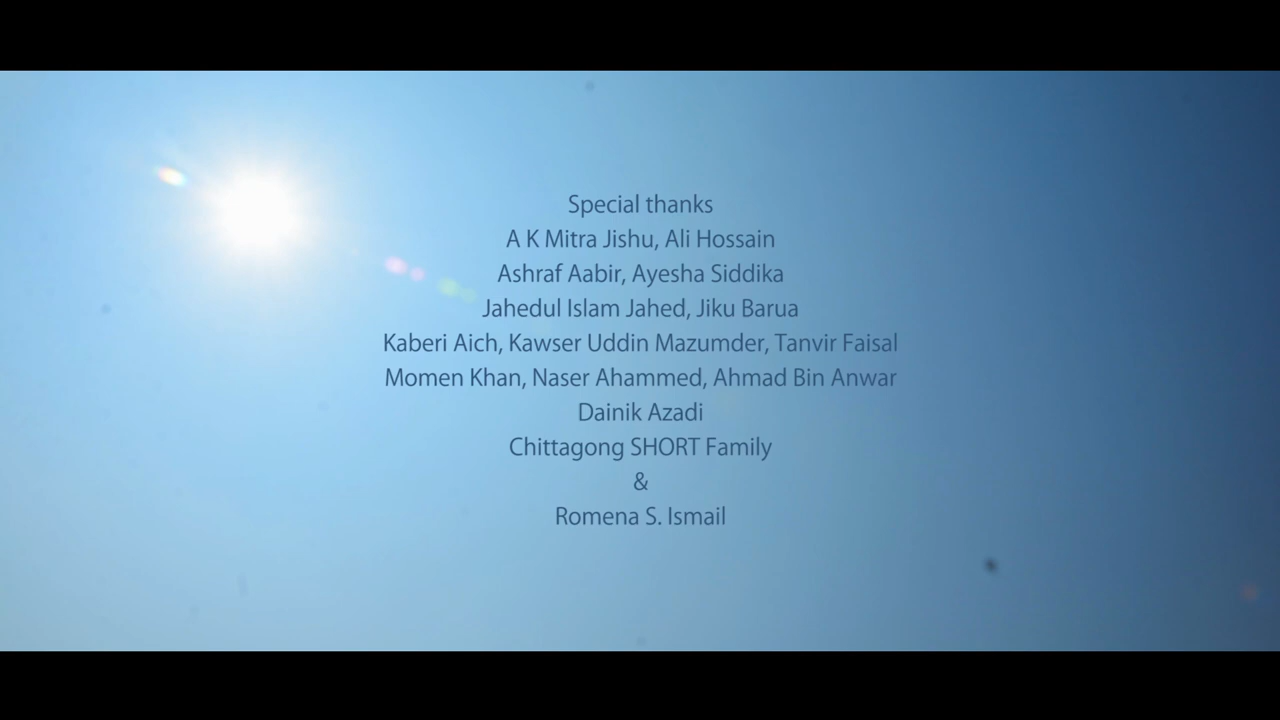 Special thanks
A K Mitra Jishu, Ali Hossain
Ashraf Aabir, Ayesha Siddika
Jahedul Islam Jahed, Jiku Barua
Kaberi Aich, Kawser Uddin Mazumder, Tanvir Faisal
Momen Khan, Naser Ahammed, Ahmad Bin Anwar
Dainik Azadi
Chittagong SHORT Family
&
Romena S. Ismail